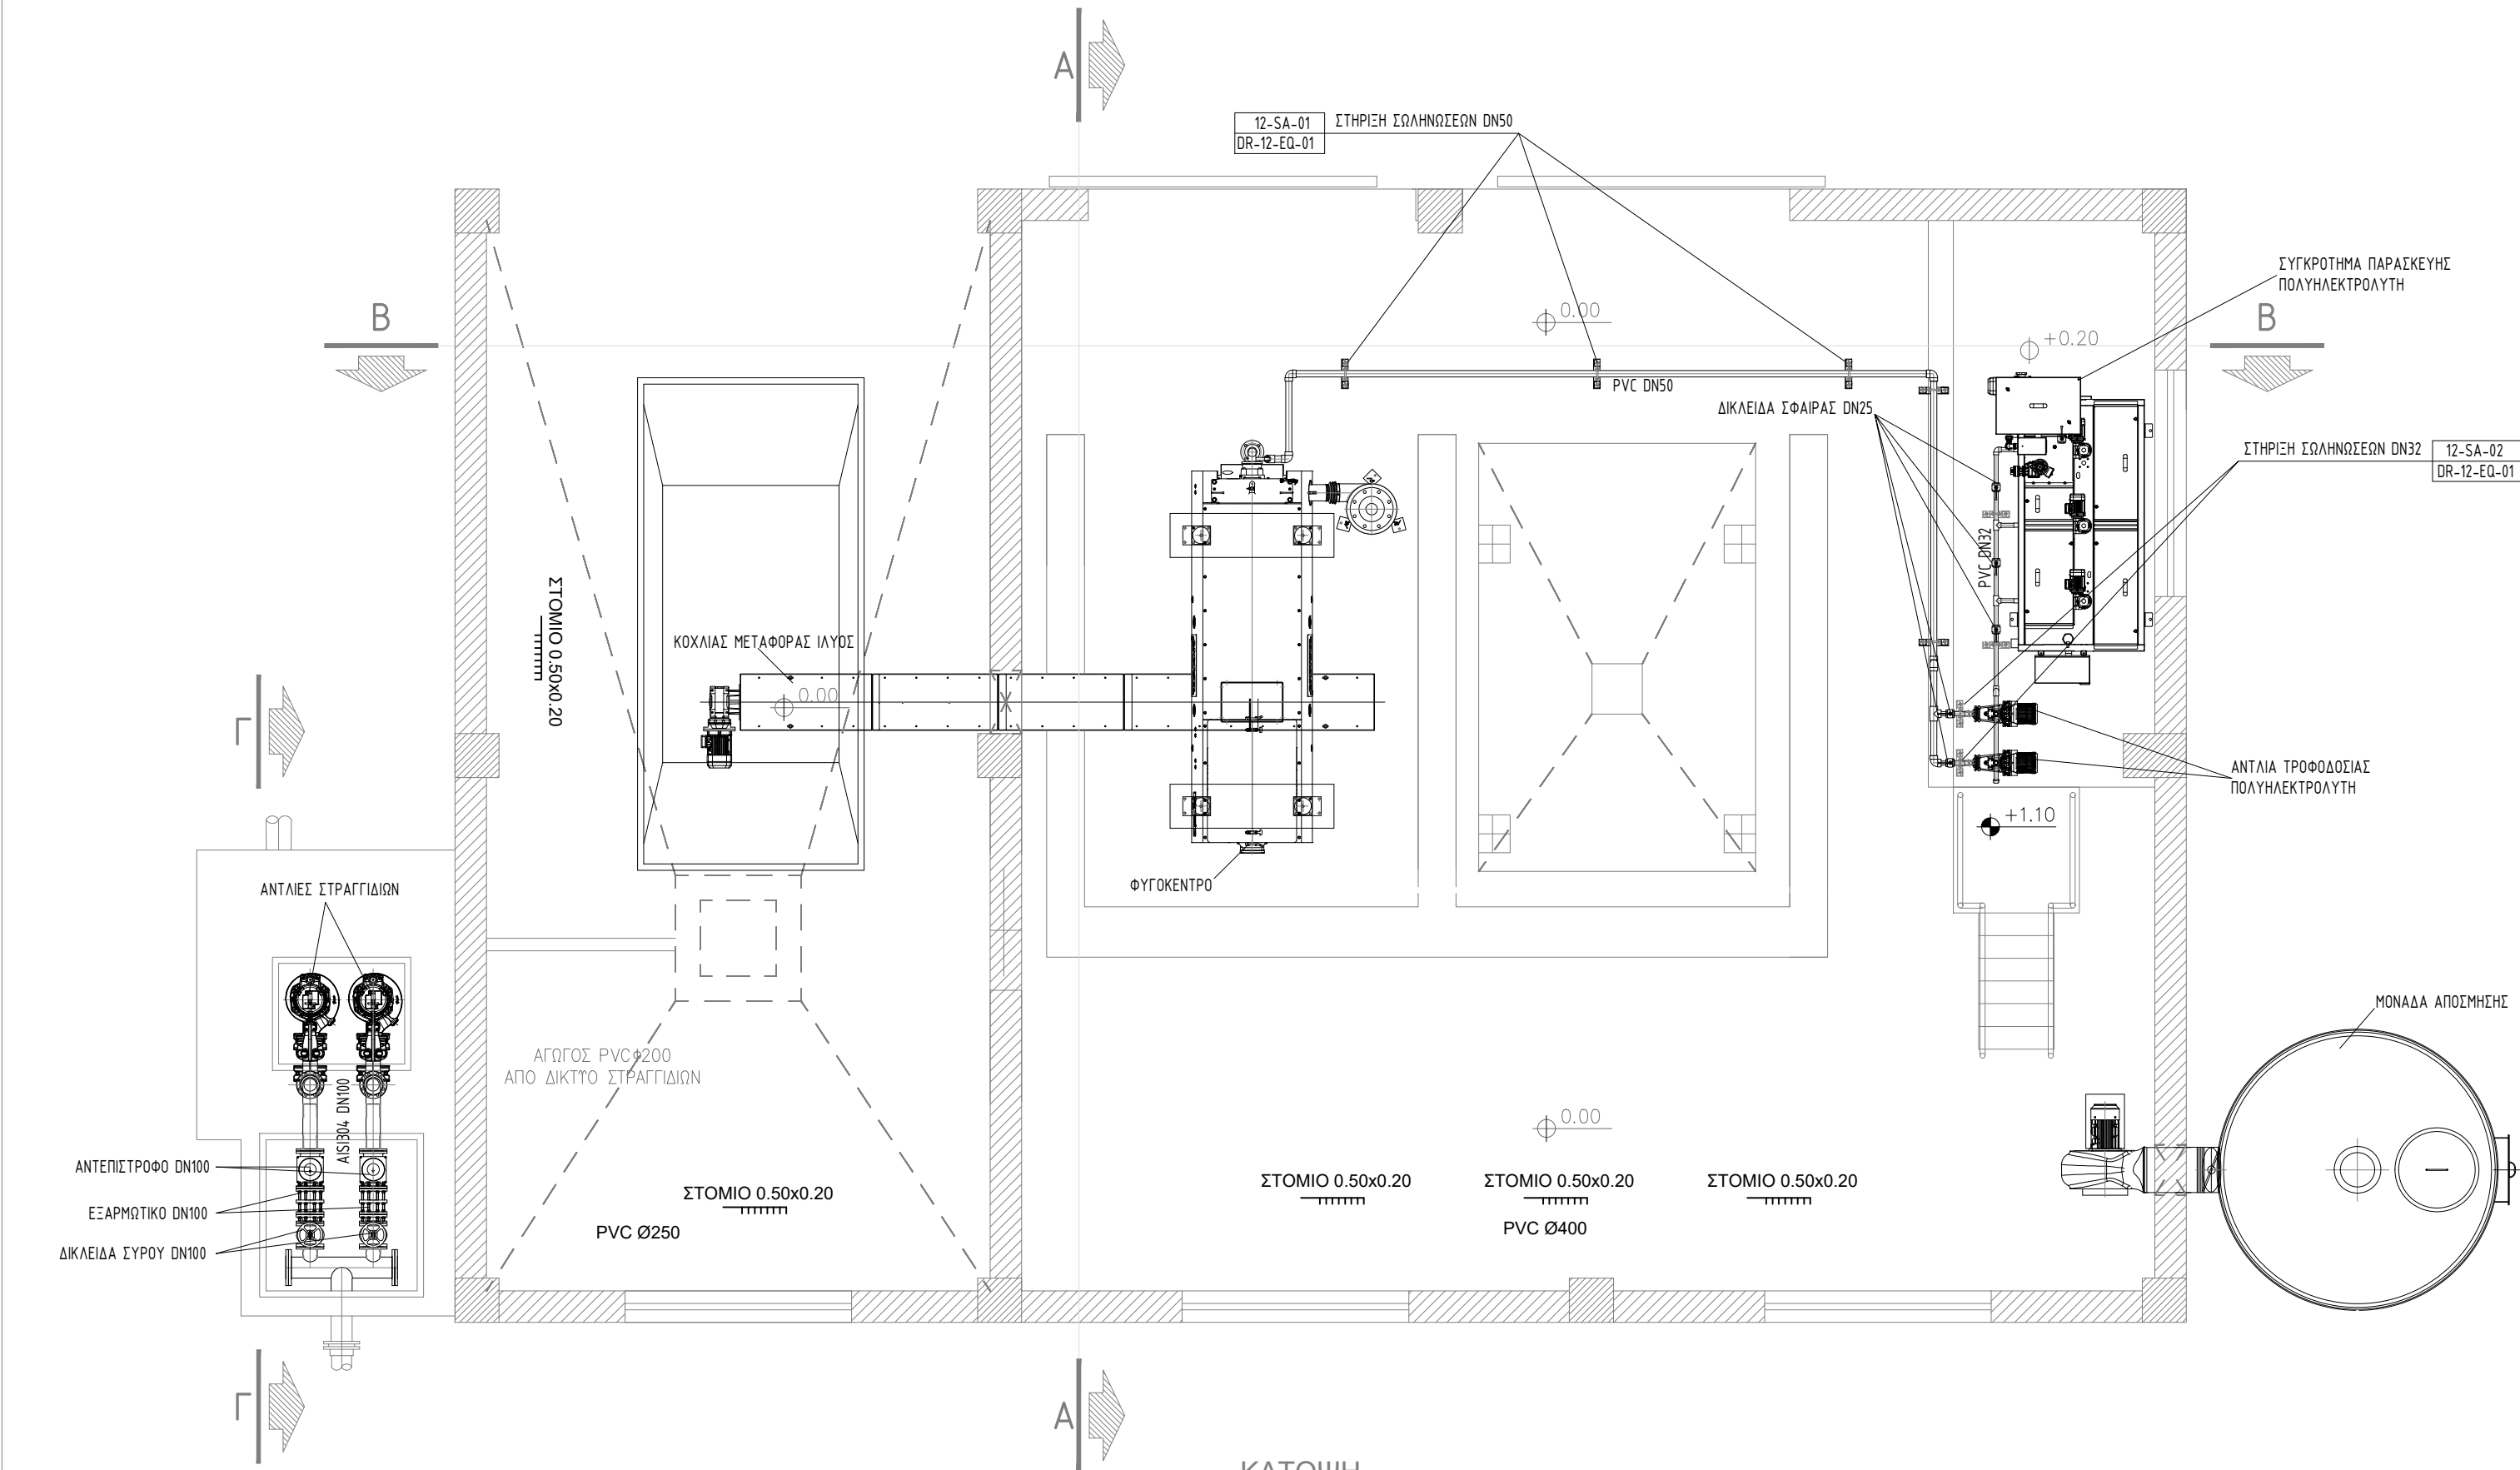 A
12-SA-01
DR-12-EQ-01
ΣΤΗΡΙΞΗ ΣΩΛΗΝΩΣΕΩΝ DN50
ΣΥΓΚΡΟΤΗΜΑ ΠΑΡΑΣΚΕΥΗΣ
ΠΟΛΥΗΛΕΚΤΡΟΛΥΤΗ
B
0.00
B
+0.20
PVC DN50
ΔΙΚΛΕΙΔΑ ΣΦΑΙΡΑΣ DN25
ΣΤΗΡΙΞΗ ΣΩΛΗΝΩΣΕΩΝ DN32
12-SA-02
DR-12-EQ-01
PVC DN32
ΣΤΟΜΙΟ 0.50x0.20
ΚΟΧΛΙΑΣ ΜΕΤΑΦΟΡΑΣ ΙΛΥΟΣ
0.00
Γ
ΑΝΤΛΙΑ ΤΡΟΦΟΔΟΣΙΑΣ
ΠΟΛΥΗΛΕΚΤΡΟΛΥΤΗ
+1.10
ΦΥΓΟΚΕΝΤΡΟ
ΑΝΤΛΙΕΣ ΣΤΡΑΓΓΙΔΙΩΝ
ΜΟΝΑΔΑ ΑΠΟΣΜΗΣΗΣ
ΑΓΩΓΟΣ PVCφ200
ΑΠΟ ΔΙΚΤΥΟ ΣΤΡΑΓΓΙΔΙΩΝ
AISI304 DN100
0.00
ΑΝΤΕΠΙΣΤΡΟΦΟ DN100
ΕΞΑΡΜΩΤΙΚΟ DN100
ΔΙΚΛΕΙΔΑ ΣΥΡΟΥ DN100
ΣΤΟΜΙΟ 0.50x0.20
PVC Ø250
ΣΤΟΜΙΟ 0.50x0.20
ΣΤΟΜΙΟ 0.50x0.20
ΣΤΟΜΙΟ 0.50x0.20
PVC Ø400
Γ
A
ΚΑΤΟΨΗ